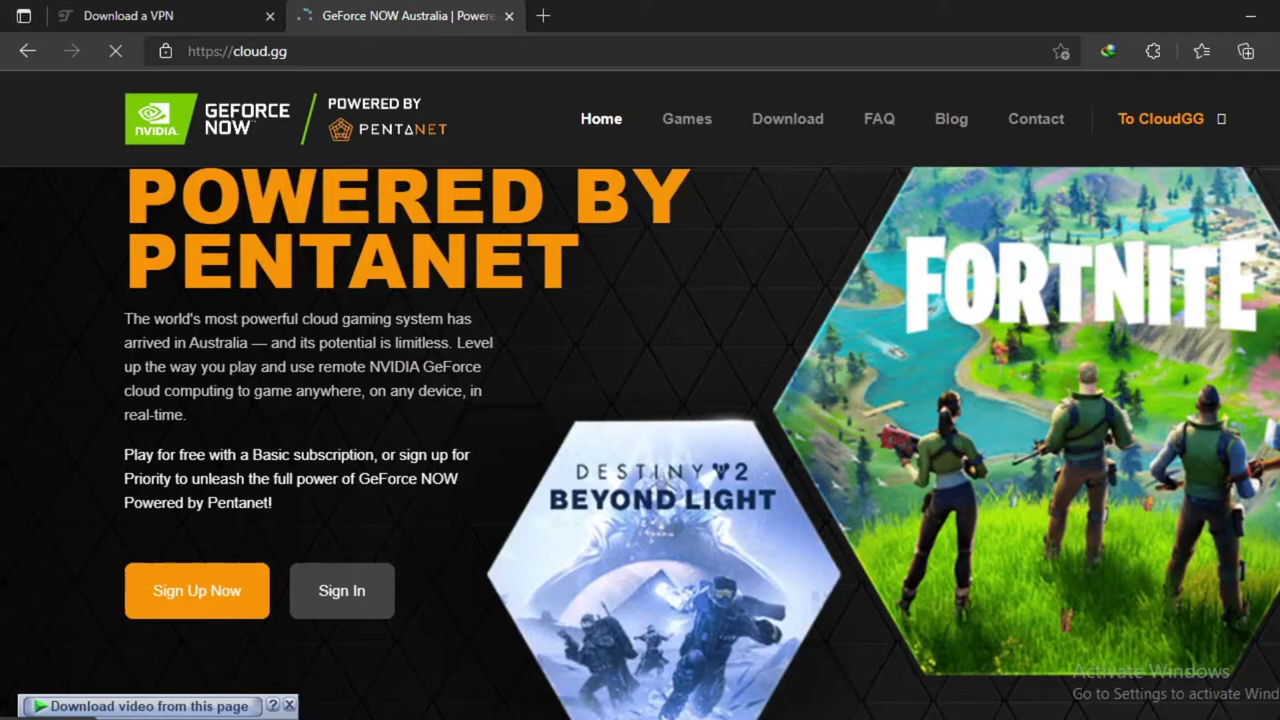 Download a VPN
GeForce NOW Australia | Powere
https://cloud.gg
NVIDIA.
GEFORCE
NOW
POWERED BY
PENTANET
Home
Games
Download
FAQ
Blog
Contact
To CloudGG
POWERED BY
PENTANET
The world's most powerful cloud gaming system has
arrived in Australia — and its potential is limitless. Level
up the way you play and use remote NVIDIA GeForce
cloud computing to game anywhere, on any device, in
real-time.
Play for free with a Basic subscription, or sign up for
Priority to unleash the full power of GeForce NOW
Powered by Pentanet!
Sign Up Now
Sign In
FORTNITE
DESTINY 2
BEYOND LIGHT
Activate Windows
Go to Settings to activate Wind
Download video from this page
?